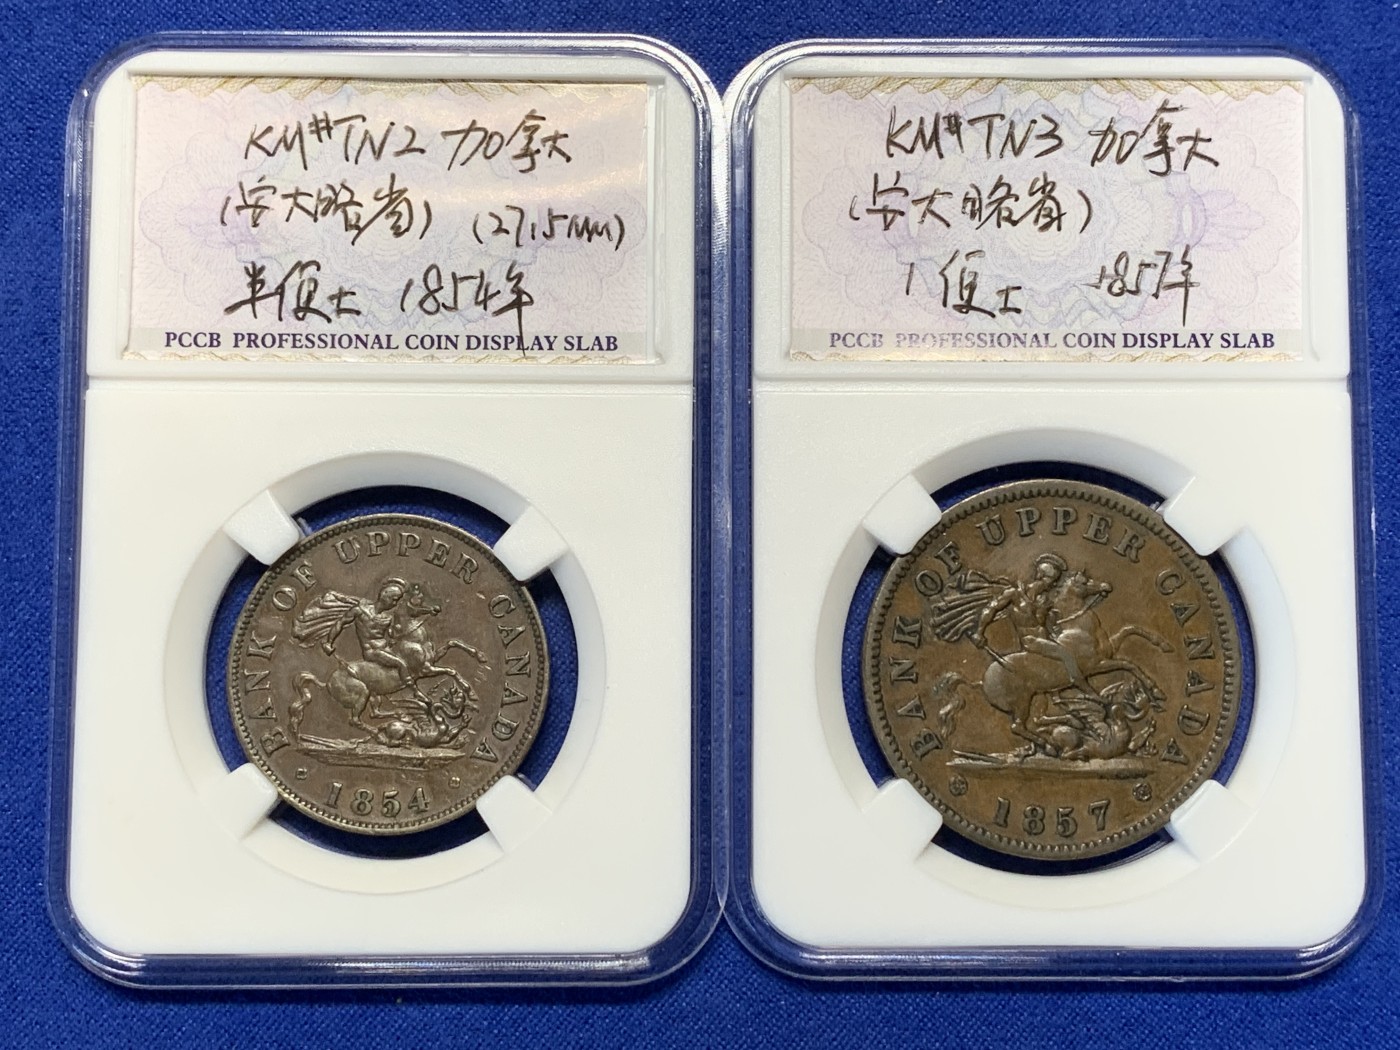 KM#TN2 加拿大
(安大略省) (27.5mm)
半便士 1854年
PCCB PROFESSIONAL COIN DISPLAY SLAB
BANK OF UPPER CANADA
1854
KM#TN3 加拿大
(安大略省)
1便士 1857年
PCCB PROFESSIONAL COIN DISPLAY SLAB
BANK OF UPPER CANADA
1857